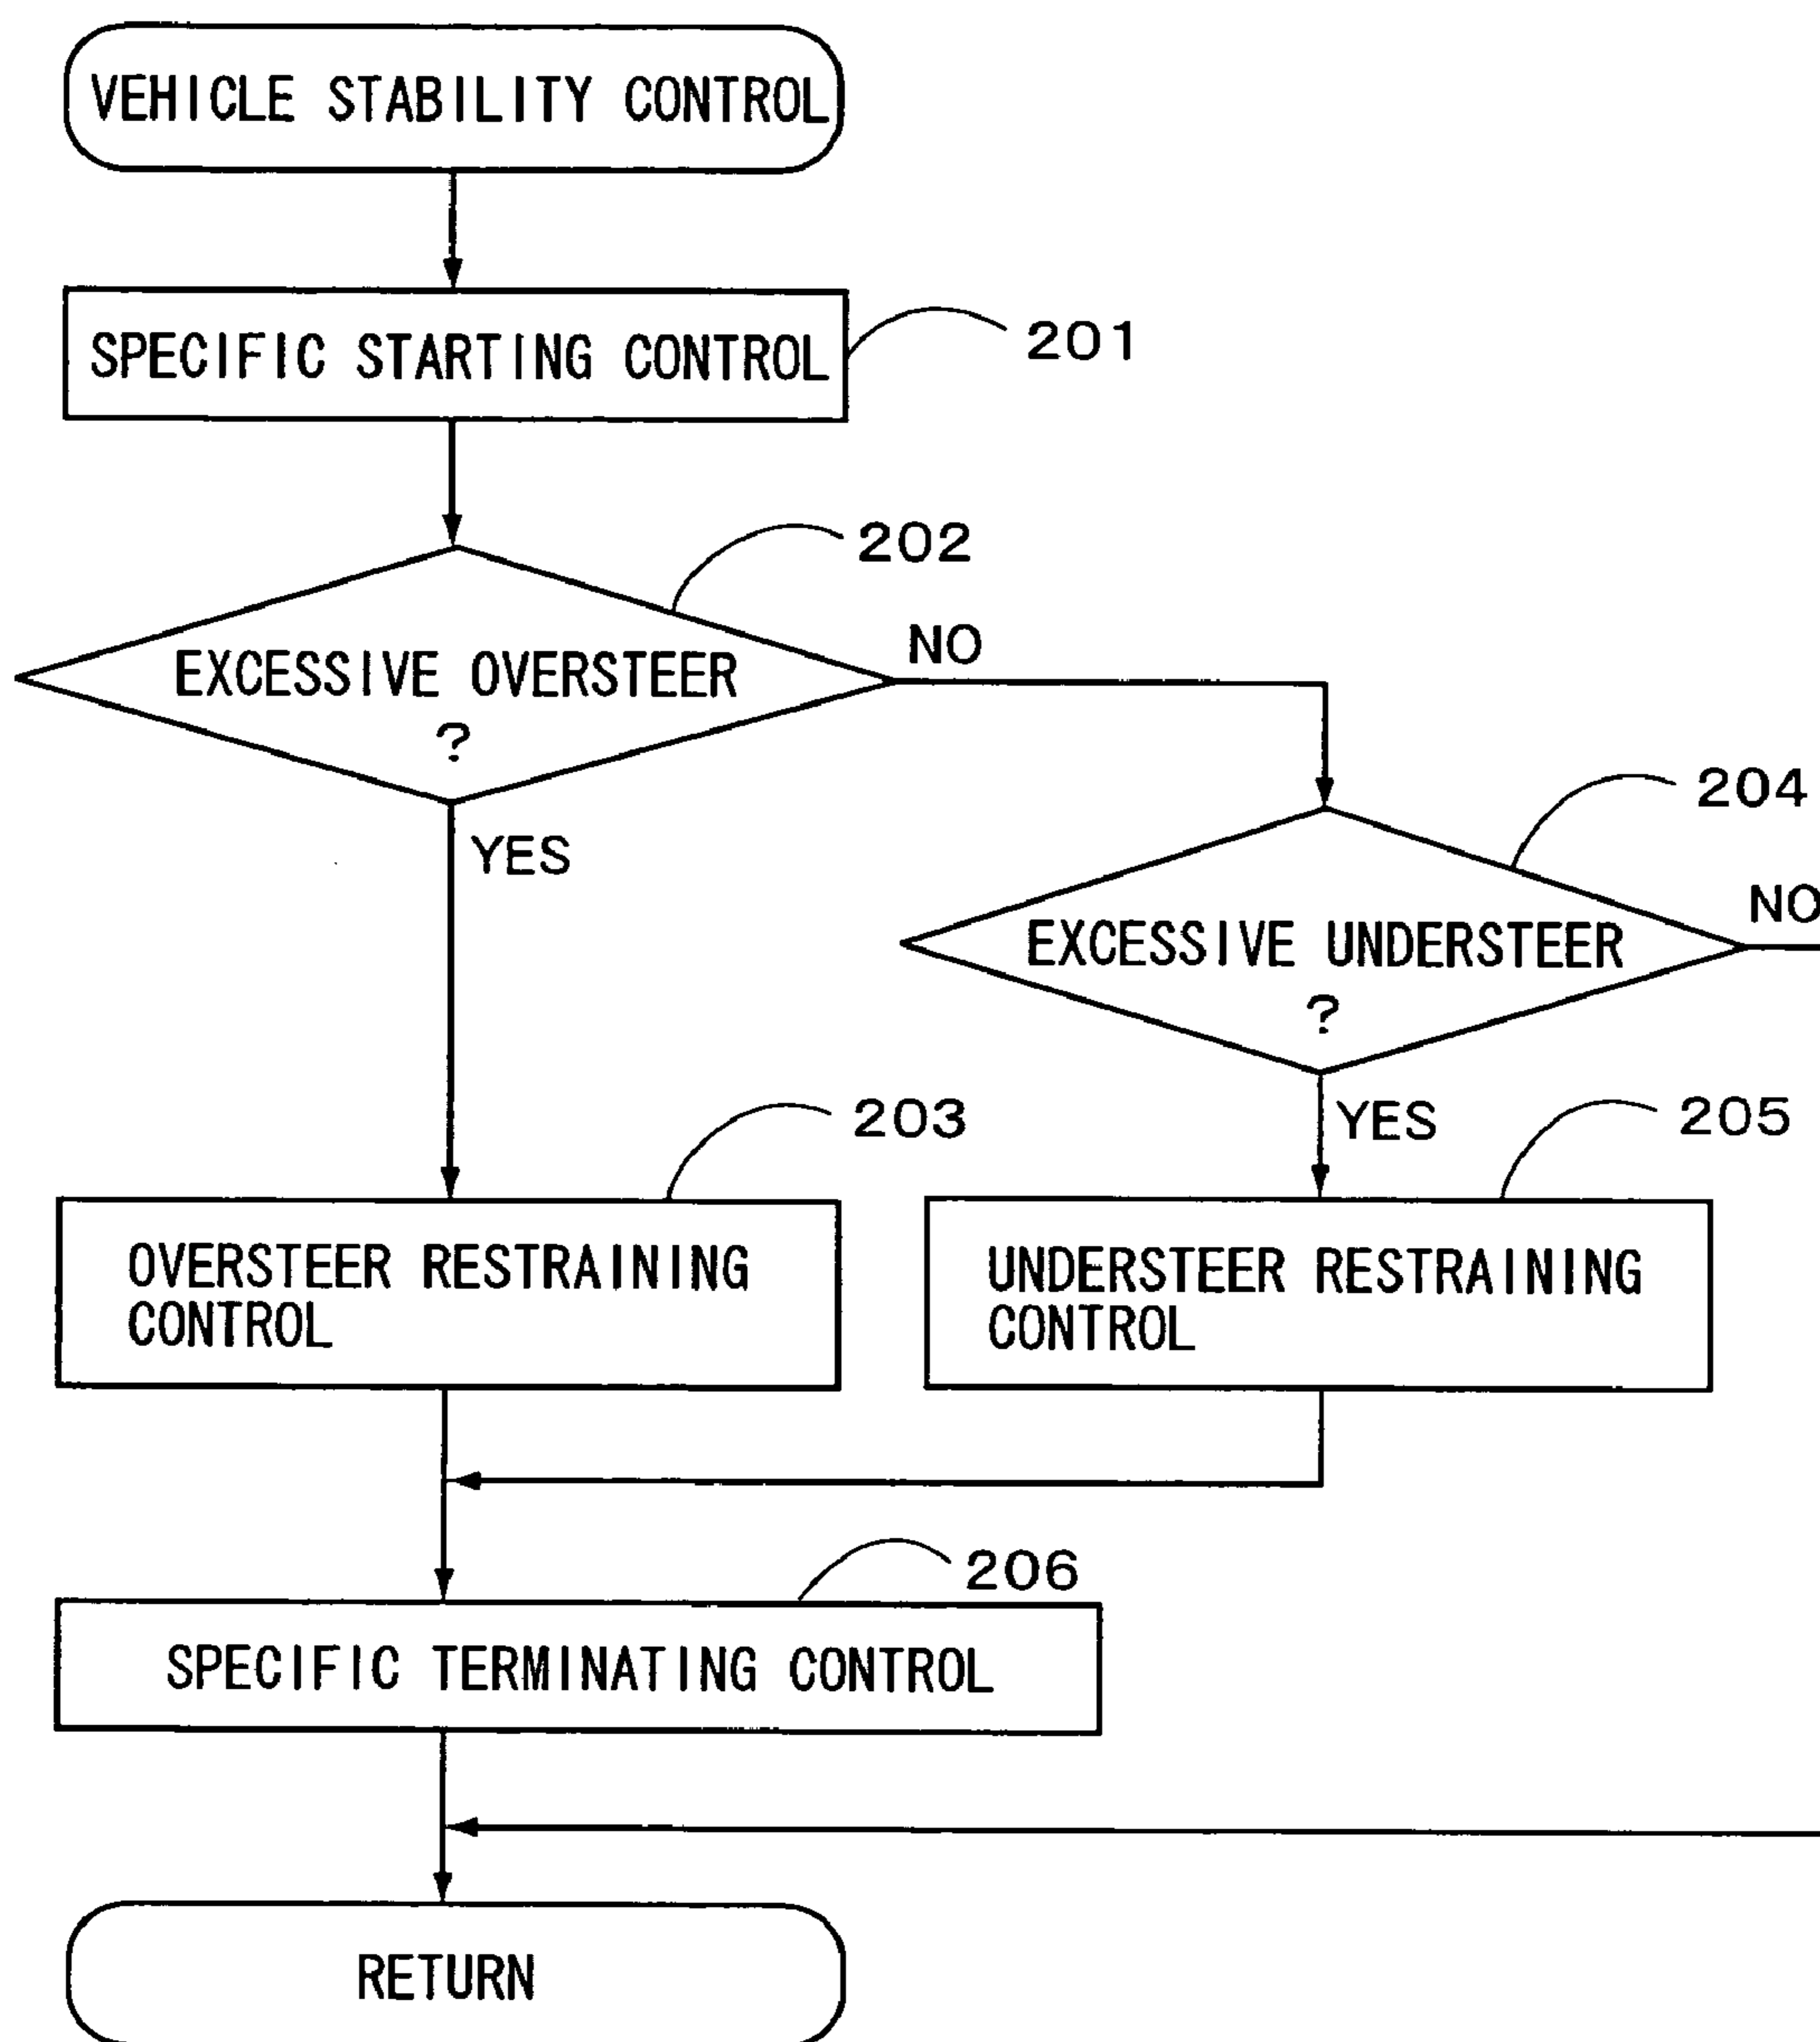 VEHICLE STABILITY CONTROL
SPECIFIC STARTING CONTROL
201
202
EXCESSIVE OVERSTEER
?
NO
YES
204
EXCESSIVE UNDERSTEER
?
NO
YES
203
OVERSTEER RESTRAINING
CONTROL
205
UNDERSTEER RESTRAINING
CONTROL
206
SPECIFIC TERMINATING CONTROL
RETURN